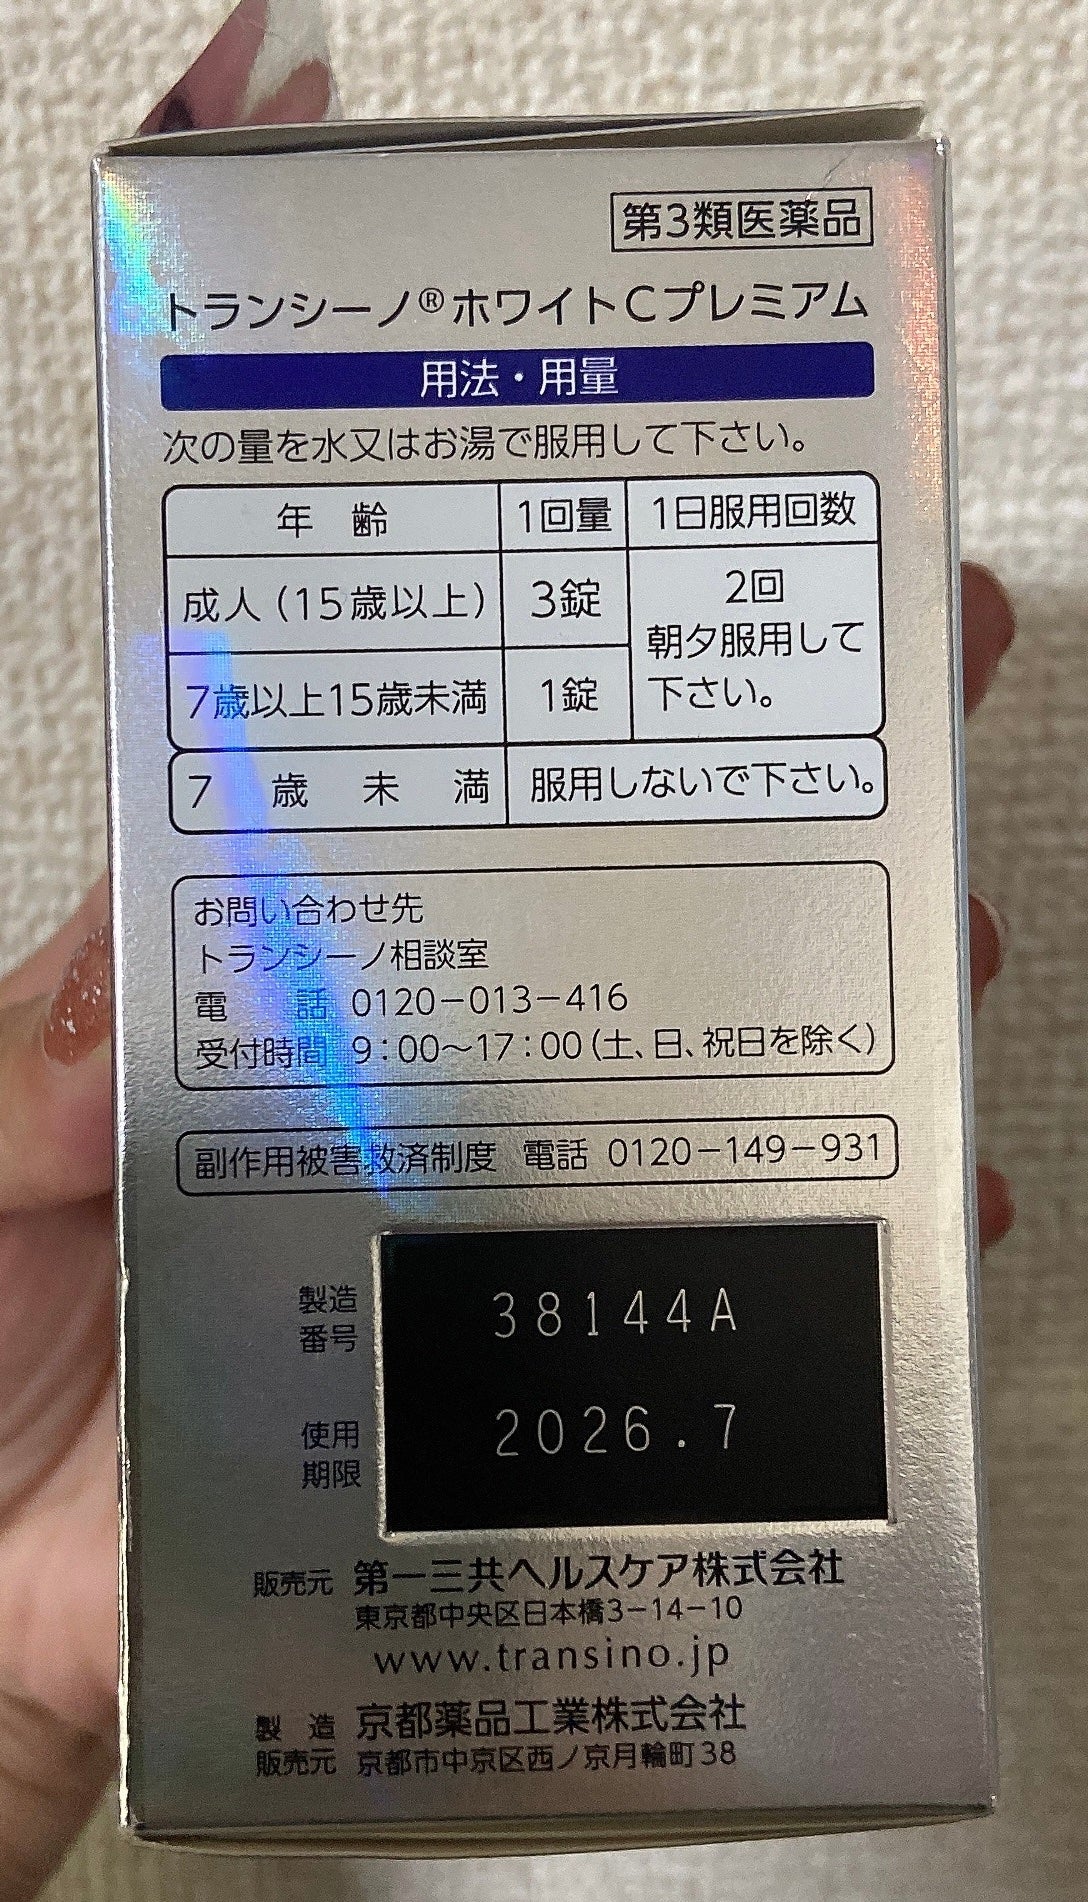 第3類医薬品
トランシーノ®ホワイトCプレミアム
用法・用量
次の量を水又はお湯で服用して下さい。
年 齢 1回量 1日服用回数
成人(15歳以上) 3錠 2回
朝夕服用して
7歳以上15歳未満 1錠 下さい。
7 歳 未 満 服用しないで下さい。
お問い合わせ先
トランシーノ相談室
電 話 0120-013-416
受付時間 9:00~17:00(土、日、祝日を除く)
副作用被害救済制度 電話 0120-149-931
製造
番号 38144A
使用
期限 2026.7
販売元 第一三共ヘルスケア株式会社
東京都中央区日本橋3-14-10
www.transino.jp
製 造 京都薬品工業株式会社
販売元 京都市中京区西ノ京月輪町38